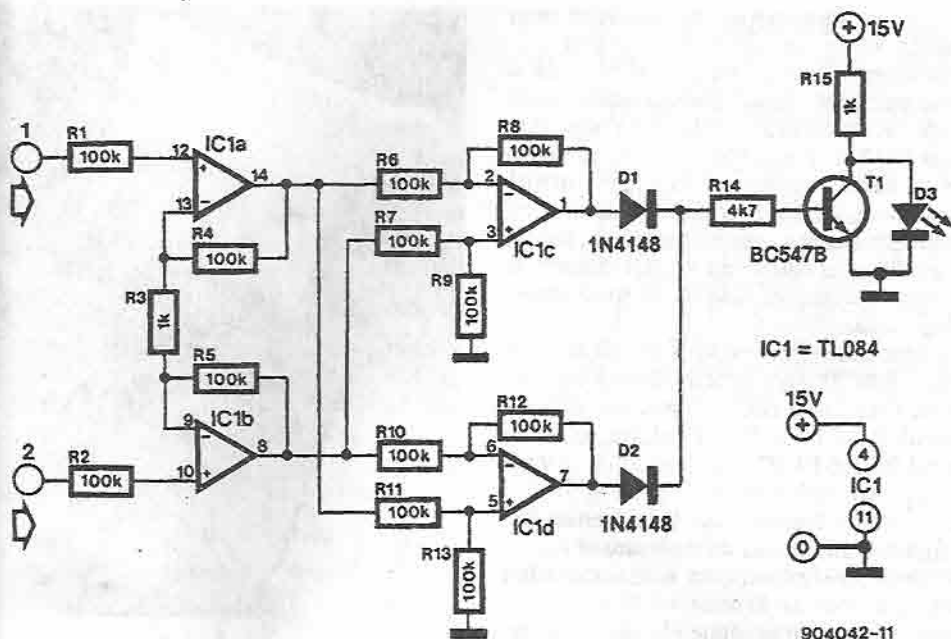 15V
R15
1k
1
R1
100k
12
+
IC1a
14
13
−
R4
100k
R3
1k
R5
100k
9
−
IC1b
8
10
+
2
R2
100k
R6
100k
R7
100k
R8
100k
2
−
3
+
1
IC1c
R9
100k
D1
1N4148
R14
4k7
T1
BC547B
D3
R10
100k
R11
100k
R12
100k
6
−
5
+
7
IC1d
R13
100k
D2
1N4148
IC1 = TL084
15V
+
4
IC1
11
0
904042-11